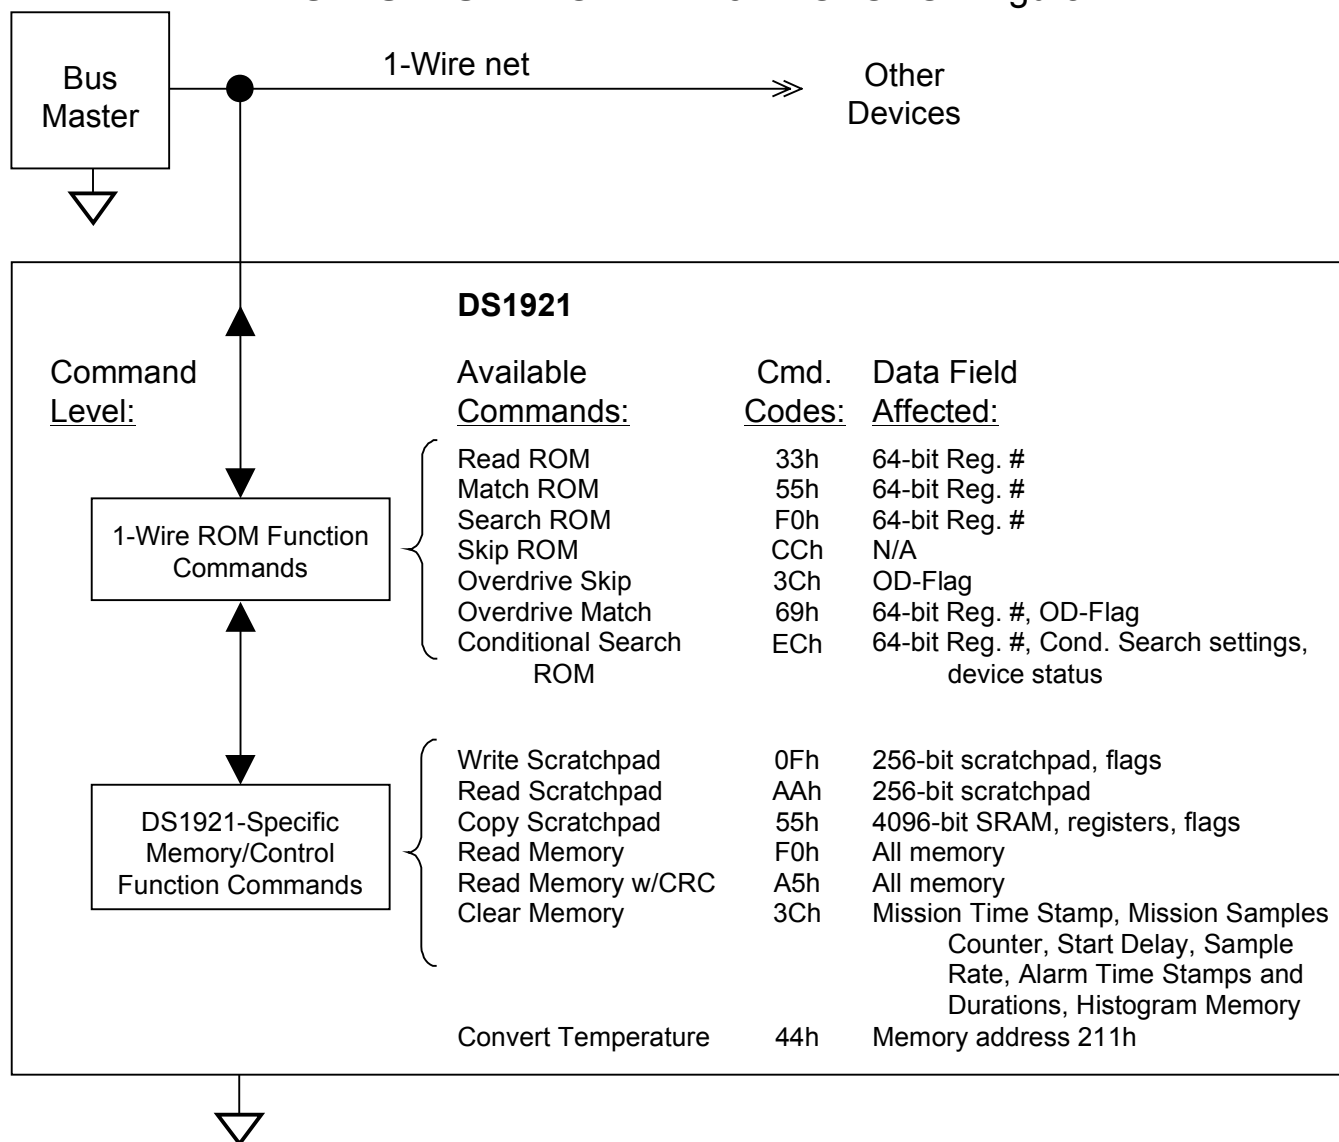 Bus
Master
1-Wire net
Other
Devices
DS1921
Command
Level:
Available
Commands:
Cmd.
Codes:
Data Field
Affected:
1-Wire ROM Function
Commands
Read ROM 33h 64-bit Reg. #
Match ROM 55h 64-bit Reg. #
Search ROM F0h 64-bit Reg. #
Skip ROM CCh N/A
Overdrive Skip 3Ch OD-Flag
Overdrive Match 69h 64-bit Reg. #, OD-Flag
Conditional Search ECh 64-bit Reg. #, Cond. Search settings,
ROM device status
DS1921-Specific
Memory/Control
Function Commands
Write Scratchpad 0Fh 256-bit scratchpad, flags
Read Scratchpad AAh 256-bit scratchpad
Copy Scratchpad 55h 4096-bit SRAM, registers, flags
Read Memory F0h All memory
Read Memory w/CRC A5h All memory
Clear Memory 3Ch Mission Time Stamp, Mission Samples
Counter, Start Delay, Sample
Rate, Alarm Time Stamps and
Durations, Histogram Memory
Convert Temperature 44h Memory address 211h